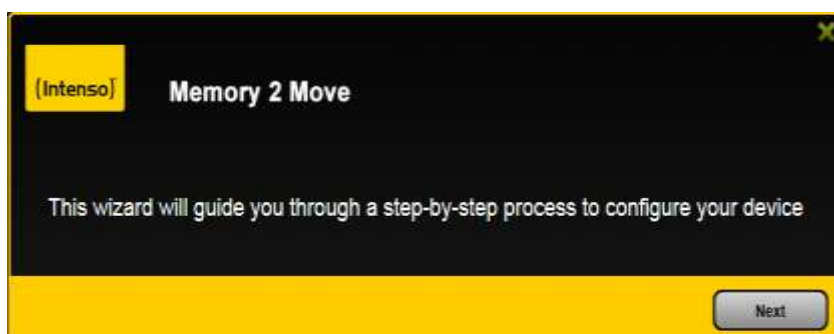 (Intenso)
Memory 2 Move
This wizard will guide you through a step-by-step process to configure your device
Next